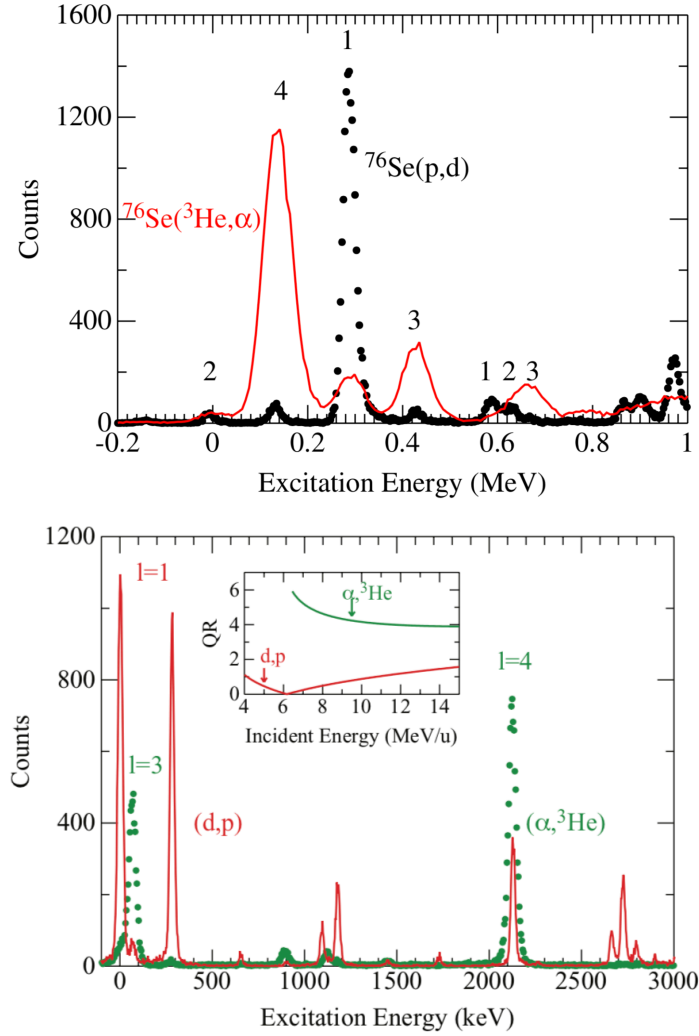 1600
1200
800
400
0
-0.2
0
0.2
0.4
0.6
0.8
1
Counts
Excitation Energy (MeV)
1
4
⁷⁶Se(p,d)
⁷⁶Se(³He,α)
2
3
1 2 3
1200
800
400
0
0
500
1000
1500
2000
2500
3000
Counts
Excitation Energy (keV)
l=1
l=3
(d,p)
l=4
(α,³He)
6
4
2
0
QR
α,³He
d,p
4 6 8 10 12 14
Incident Energy (MeV/u)